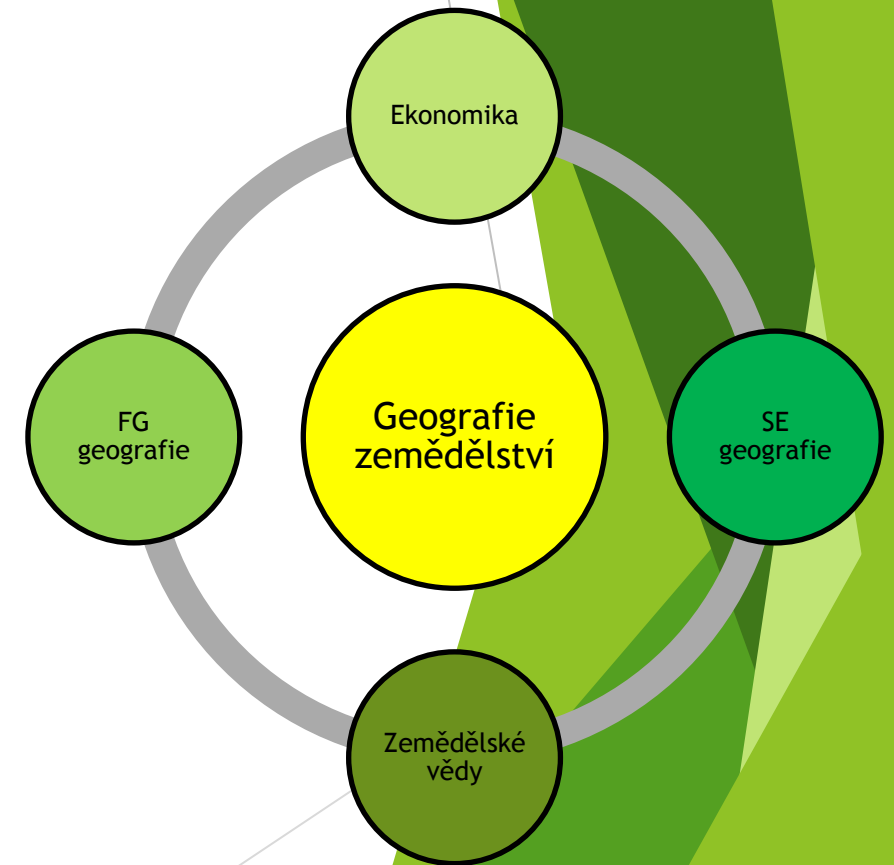 Ekonomika
FG
geografie
Geografie
zemědělství
SE
geografie
Zemědělské
vědy